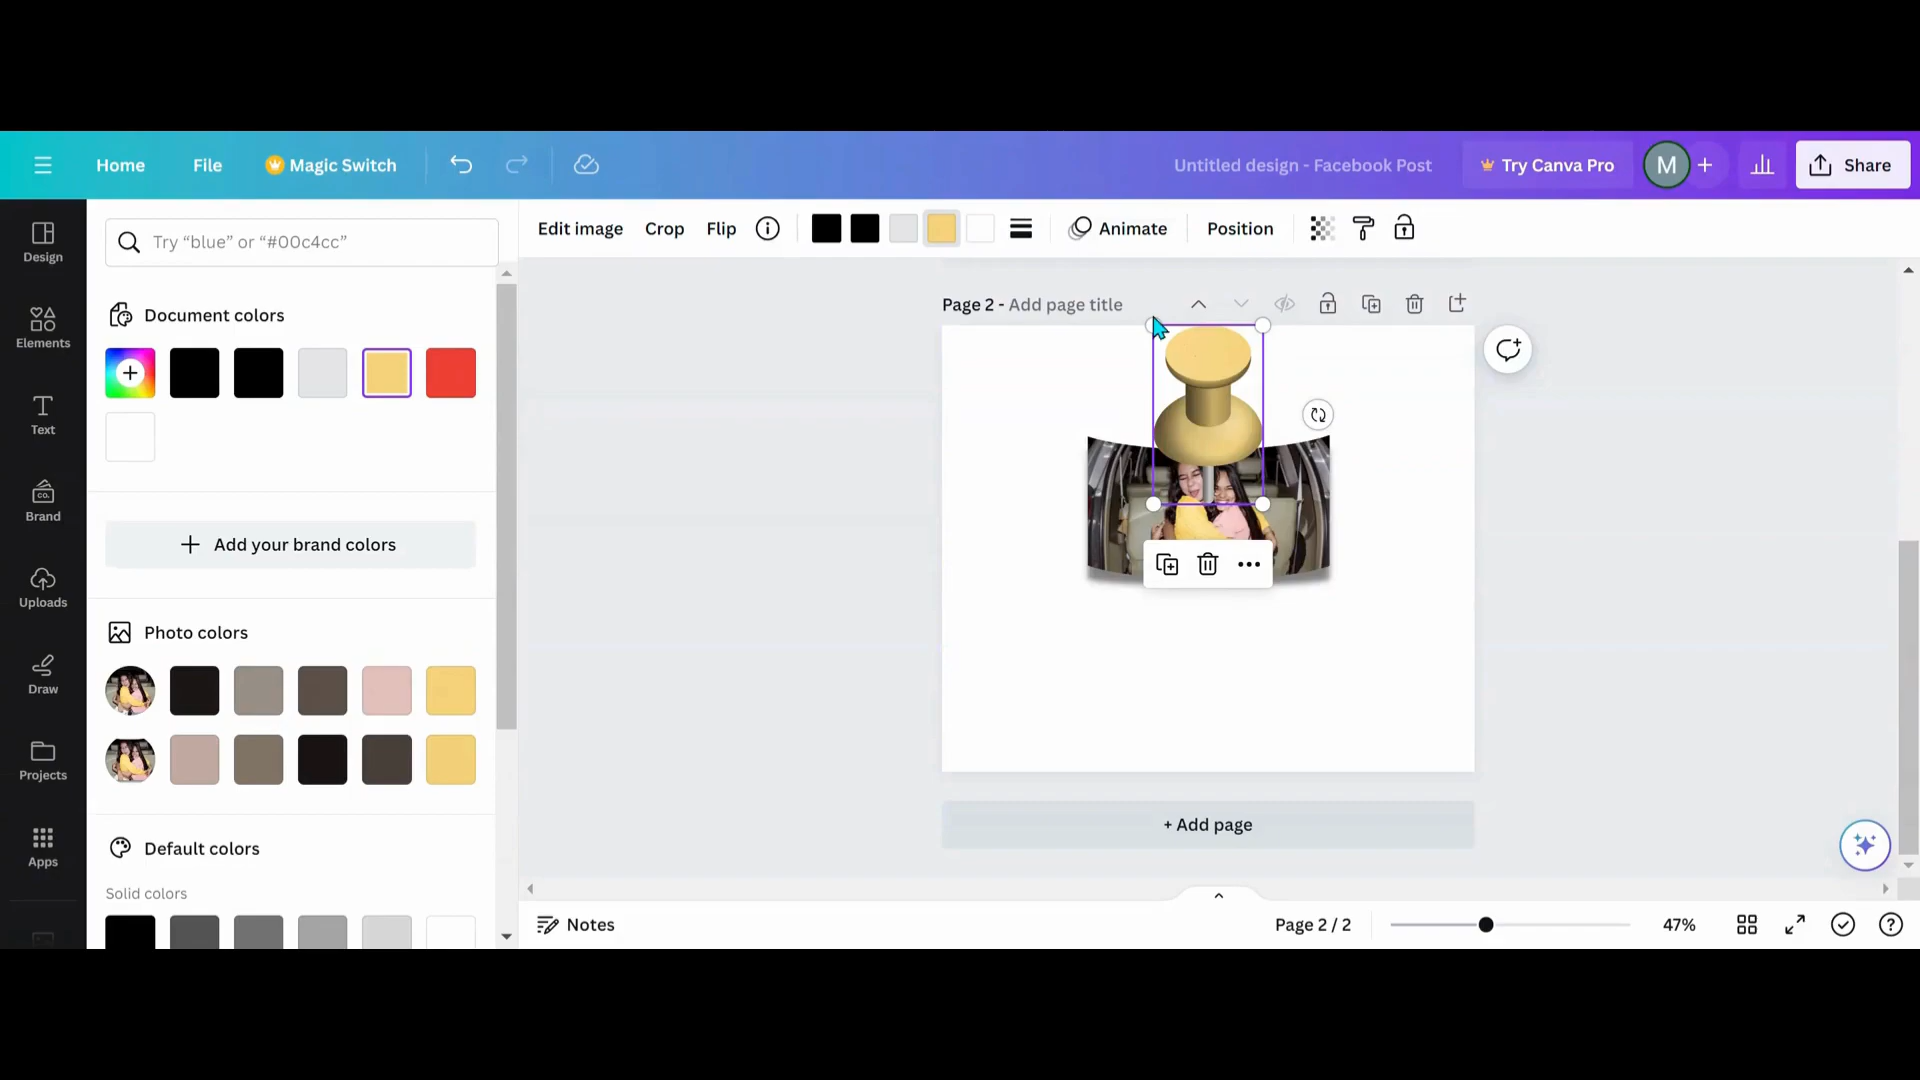 Home
File
Magic Switch
Untitled design - Facebook Post
Try Canva Pro
M
+
Share
Design
Elements
Text
Brand
CO.
Uploads
Draw
Projects
Apps
Try “blue” or “#00c4cc”
Document colors
+ Add your brand colors
Photo colors
Default colors
Solid colors
Edit image
Crop
Flip
Animate
Position
Page 2 - Add page title
+ Add page
Notes
Page 2 / 2
47%